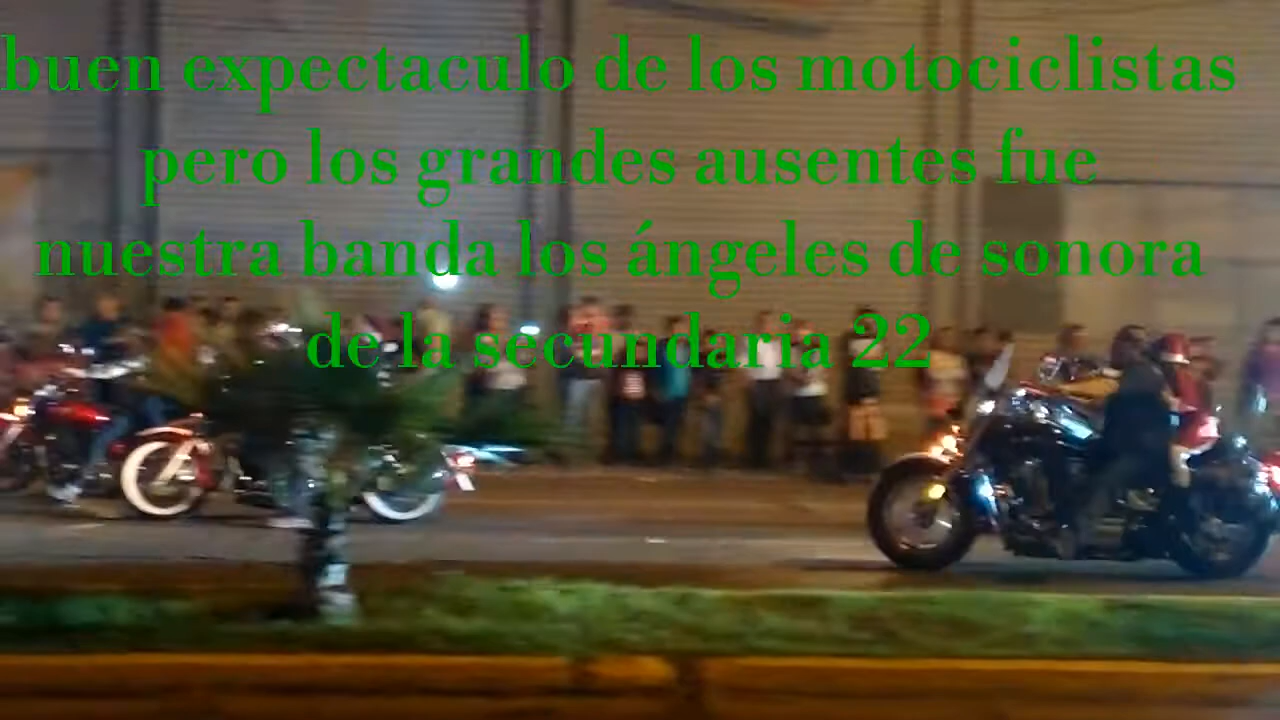 buen expectaculo de los motociclistas
pero los grandes ausentes fue
nuestra banda los ángeles de sonora
de la secundaria 22